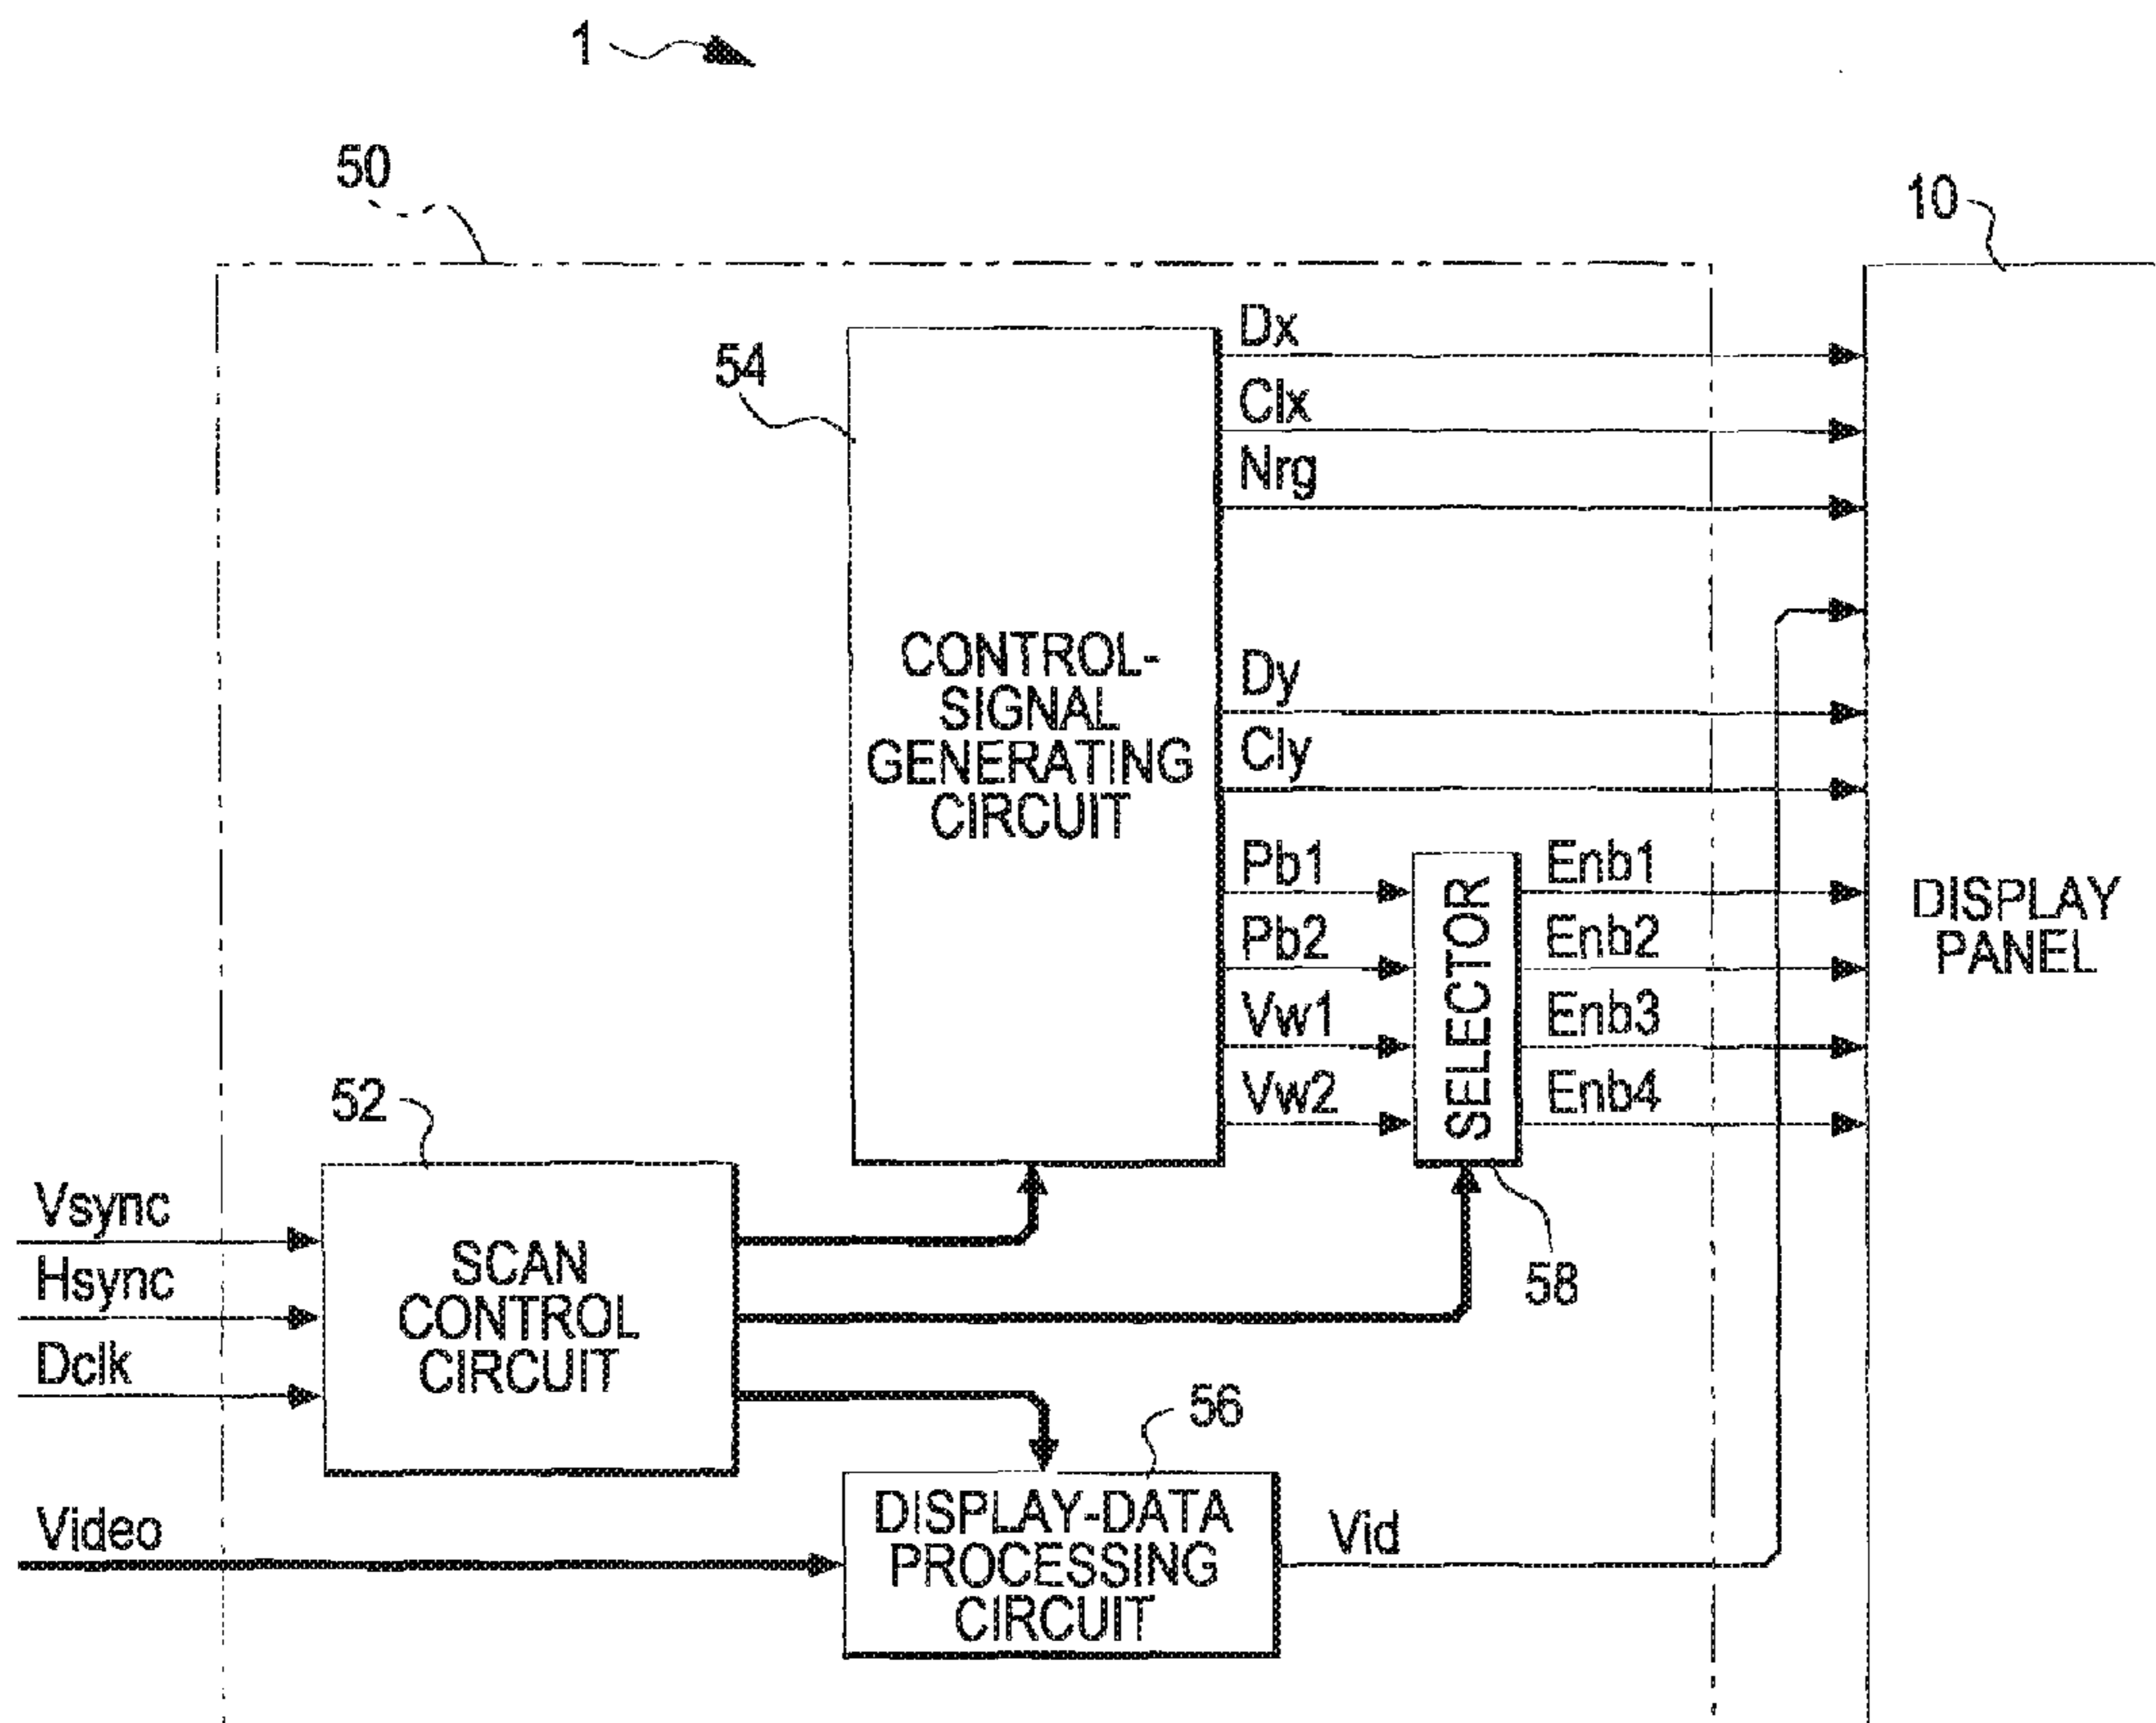 1
50
10
54
Dx
Clx
Nrg
CONTROL-
SIGNAL
GENERATING
CIRCUIT
Dy
Cly
Pb1
Pb2
Vw1
Vw2
SELECTOR
Enb1
Enb2
Enb3
Enb4
DISPLAY
PANEL
52
58
Vsync
Hsync
Dclk
SCAN
CONTROL
CIRCUIT
56
Video
DISPLAY-DATA
PROCESSING
CIRCUIT
Vid